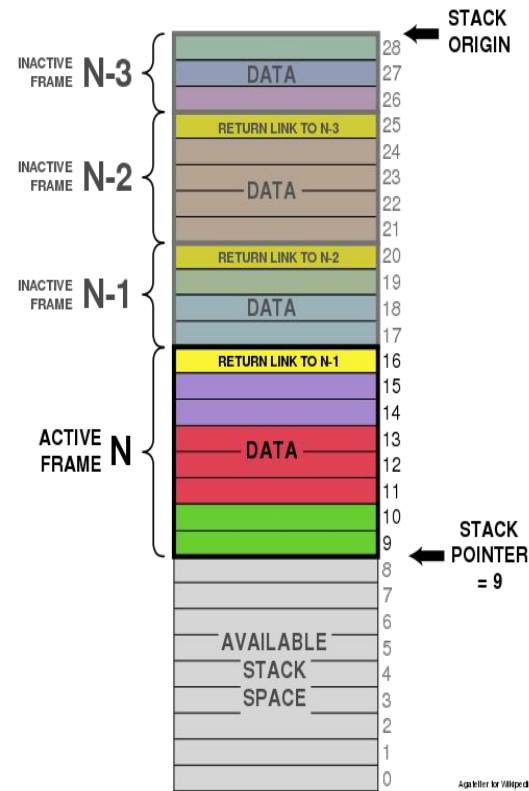 STACK
ORIGIN
28
INACTIVE
FRAME N-3
DATA
27
26
RETURN LINK TO N-3
25
24
INACTIVE
FRAME N-2
23
DATA
22
21
RETURN LINK TO N-2
20
19
INACTIVE
FRAME N-1
DATA
18
17
RETURN LINK TO N-1
16
15
14
ACTIVE
FRAME N
13
DATA
12
11
10
9
STACK
POINTER
= 9
8
7
6
AVAILABLE
5
STACK
4
SPACE
3
2
1
0
Agateller for Wikipedi